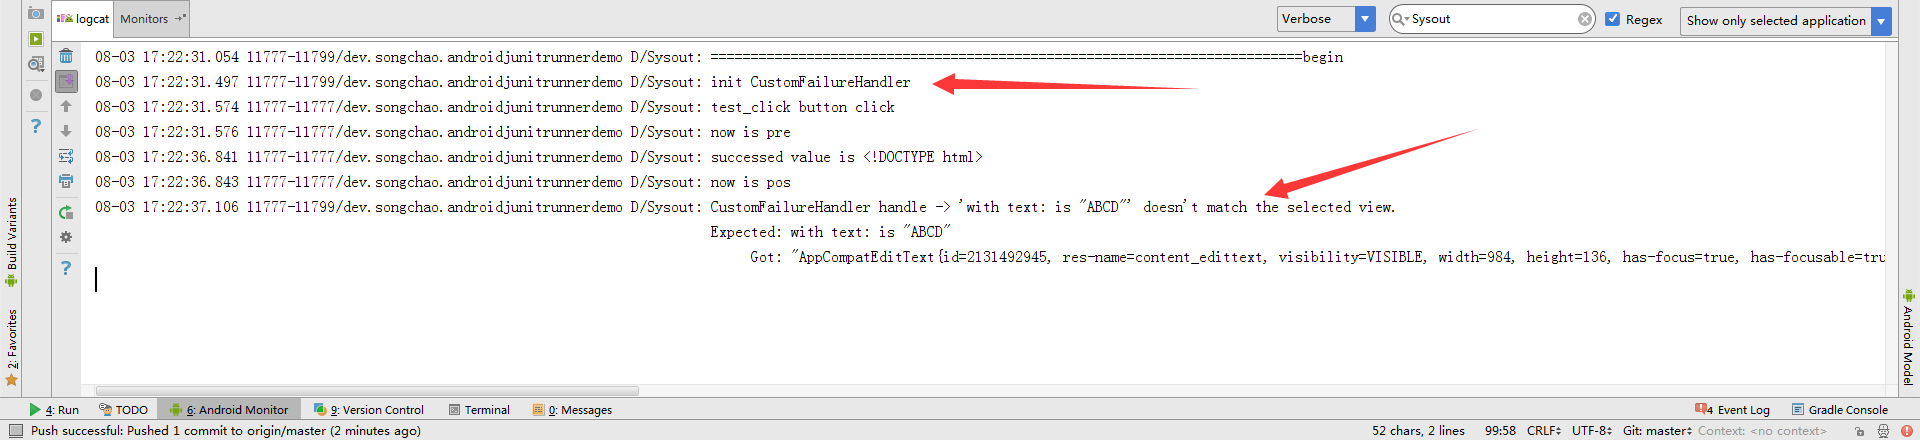 logcat Monitors Verbose Sysout Regex Show only selected application
08-03 17:22:31.054 11777-11799/dev.songchao.androidjunitrunnerdemo D/Sysout: ==========================================================================begin
08-03 17:22:31.497 11777-11799/dev.songchao.androidjunitrunnerdemo D/Sysout: init CustomFailureHandler
08-03 17:22:31.574 11777-11777/dev.songchao.androidjunitrunnerdemo D/Sysout: test_click button click
08-03 17:22:31.576 11777-11777/dev.songchao.androidjunitrunnerdemo D/Sysout: now is pre
08-03 17:22:36.841 11777-11777/dev.songchao.androidjunitrunnerdemo D/Sysout: successed value is <!DOCTYPE html>
08-03 17:22:36.843 11777-11777/dev.songchao.androidjunitrunnerdemo D/Sysout: now is pos
08-03 17:22:37.106 11777-11799/dev.songchao.androidjunitrunnerdemo D/Sysout: CustomFailureHandler handle -> 'with text: is "ABCD"' doesn't match the selected view.
Expected: with text: is "ABCD"
Got: "AppCompatEditText{id=2131492945, res-name=content_edittext, visibility=VISIBLE, width=984, height=136, has-focus=true, has-focusable=tru
Build Variants
2: Favorites
Android Model
4: Run TODO 6: Android Monitor 9: Version Control Terminal 0: Messages 4 Event Log Gradle Console
Push successful: Pushed 1 commit to origin/master (2 minutes ago) 52 chars, 2 lines 99:58 CRLF UTF-8 Git: master Context: <no context>